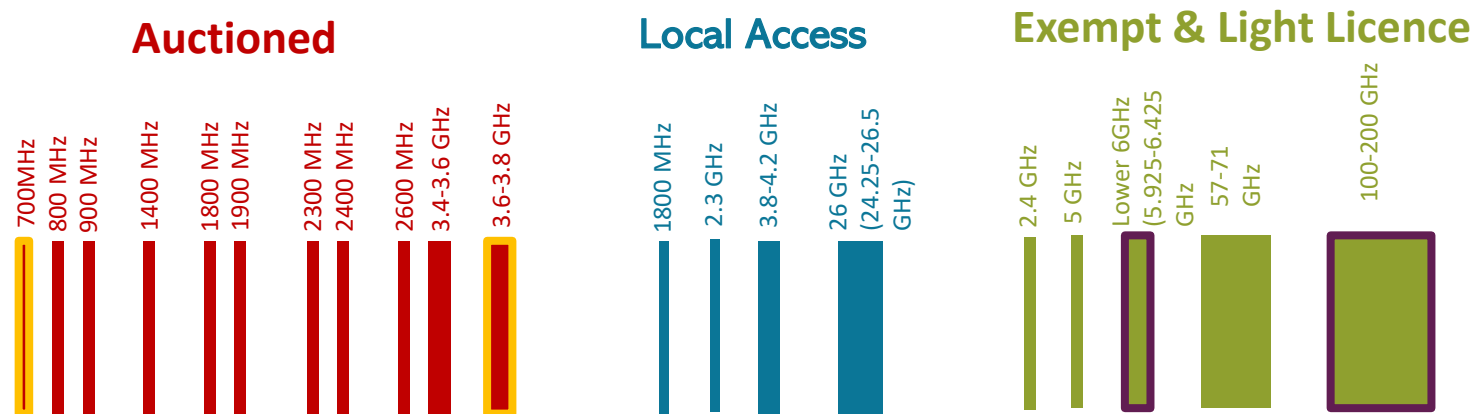 Auctioned
Local Access
Exempt & Light Licence
700MHz
800 MHz
900 MHz
1400 MHz
1800 MHz
1900 MHz
2300 MHz
2400 MHz
2600 MHz
3.4-3.6 GHz
3.6-3.8 GHz
1800 MHz
2.3 GHz
3.8-4.2 GHz
26 GHz
(24.25-26.5
GHz)
2.4 GHz
5 GHz
Lower 6GHz
(5.925-6.425
GHz
57-71
GHz
100-200 GHz